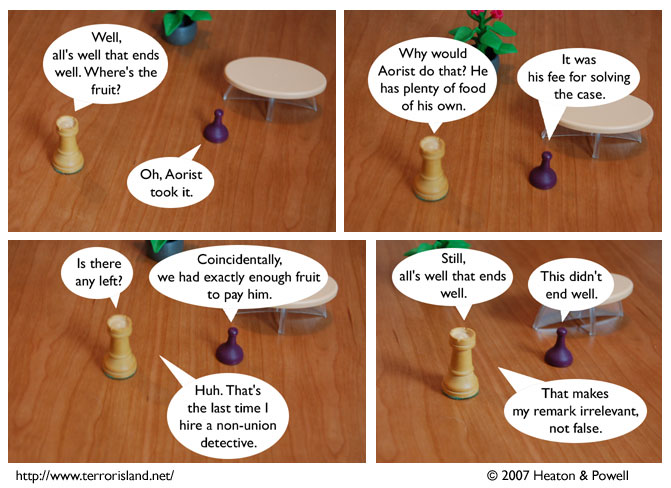 Well,
all's well that ends
well. Where's the
fruit?
Oh, Aorist
took it.
Why would
Aorist do that? He
has plenty of food
of his own.
It was
his fee for solving
the case.
Is there
any left?
Coincidentally,
we had exactly enough fruit
to pay him.
Huh. That's
the last time I
hire a non-union
detective.
Still,
all's well that ends
well.
This didn't
end well.
That makes
my remark irrelevant,
not false.
http://www.terrorisland.net/
© 2007 Heaton & Powell